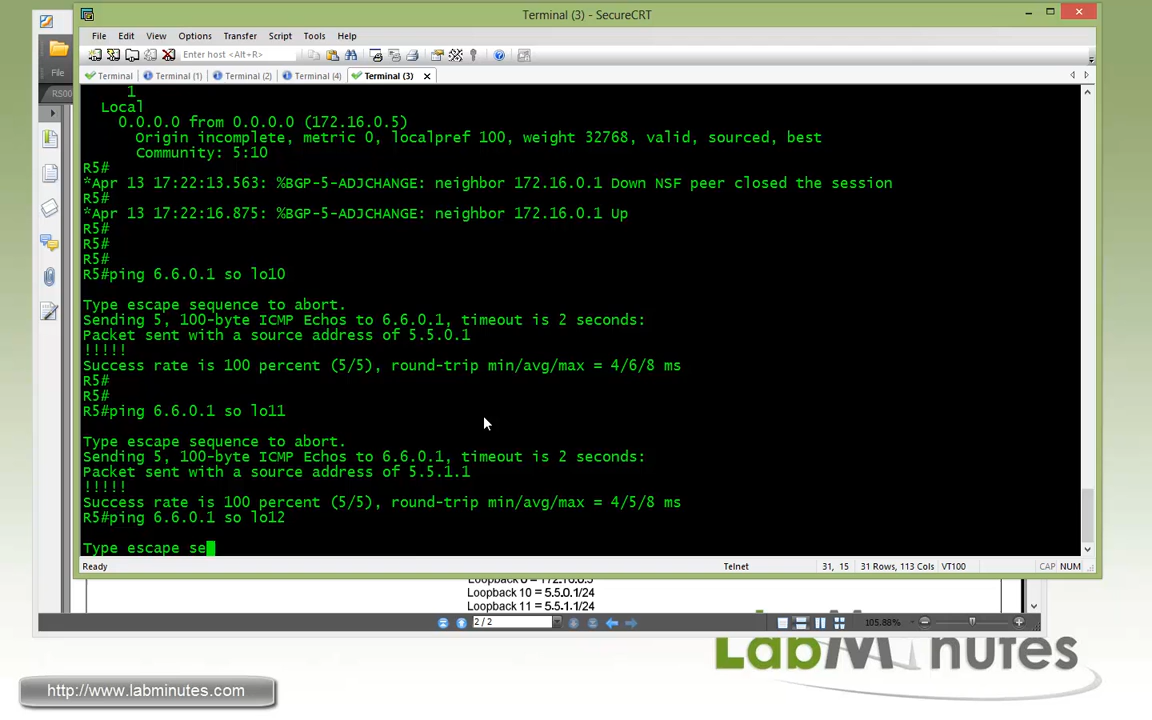 Terminal (3) - SecureCRT
File Edit View Options Transfer Script Tools Help
Enter host <Alt+R>
File
Terminal Terminal (1) Terminal (2) Terminal (4) Terminal (3)
RS00
1
Local
0.0.0.0 from 0.0.0.0 (172.16.0.5)
Origin incomplete, metric 0, localpref 100, weight 32768, valid, sourced, best
Community: 5:10
R5#
*Apr 13 17:22:13.563: %BGP-5-ADJCHANGE: neighbor 172.16.0.1 Down NSF peer closed the session
R5#
*Apr 13 17:22:16.875: %BGP-5-ADJCHANGE: neighbor 172.16.0.1 Up
R5#
R5#
R5#
R5#ping 6.6.0.1 so lo10
Type escape sequence to abort.
Sending 5, 100-byte ICMP Echos to 6.6.0.1, timeout is 2 seconds:
Packet sent with a source address of 5.5.0.1
!!!!!
Success rate is 100 percent (5/5), round-trip min/avg/max = 4/6/8 ms
R5#
R5#
R5#ping 6.6.0.1 so lo11
Type escape sequence to abort.
Sending 5, 100-byte ICMP Echos to 6.6.0.1, timeout is 2 seconds:
Packet sent with a source address of 5.5.1.1
!!!!!
Success rate is 100 percent (5/5), round-trip min/avg/max = 4/5/8 ms
R5#ping 6.6.0.1 so lo12
Type escape se
Ready Telnet 31, 15 31 Rows, 113 Cols VT100 CAP NUM
Loopback 0 = 172.16.0.5
Loopback 10 = 5.5.0.1/24
Loopback 11 = 5.5.1.1/24
2 / 2 105.88%
LabMinutes
http://www.labminutes.com